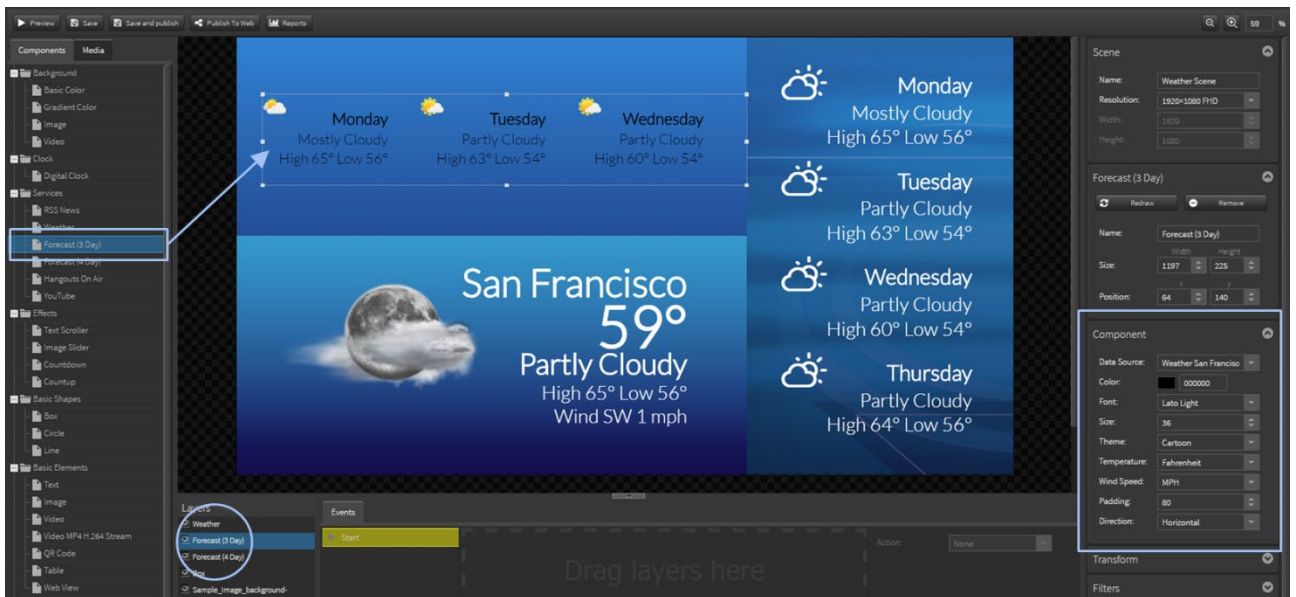 Preview Save Save and publish Publish To Web Reports 59 %
Components Media
Background
Basic Color
Gradient Color
Image
Video
Clock
Digital Clock
Services
RSS News
Weather
Forecast (3 Day)
Forecast (4 Day)
Hangouts On Air
YouTube
Effects
Text Scroller
Image Slider
Countdown
Countup
Basic Shapes
Box
Circle
Line
Basic Elements
Text
Image
Video
Video MP4 H.264 Stream
QR Code
Table
Web View
Monday
Mostly Cloudy
High 65° Low 56°
Tuesday
Partly Cloudy
High 63° Low 54°
Wednesday
Partly Cloudy
High 60° Low 54°
San Francisco
59°
Partly Cloudy
High 65° Low 56°
Wind SW 1 mph
Monday
Mostly Cloudy
High 65° Low 56°
Tuesday
Partly Cloudy
High 63° Low 54°
Wednesday
Partly Cloudy
High 60° Low 54°
Thursday
Partly Cloudy
High 64° Low 56°
Layers
Weather
Forecast (3 Day)
Forecast (4 Day)
Box
Sample_Image_background-
Events
Start
Drag layers here
Action: None
Scene
Name: Weather Scene
Resolution: 1920×1080 FHD
Width: 1920
Height: 1080
Forecast (3 Day)
Redraw Remove
Name: Forecast (3 Day)
Width Height
Size: 1197 225
x y
Position: 64 140
Component
Data Source: Weather San Francisc
Color: 000000
Font: Lato Light
Size: 36
Theme: Cartoon
Temperature: Fahrenheit
Wind Speed: MPH
Padding: 80
Direction: Horizontal
Transform
Filters